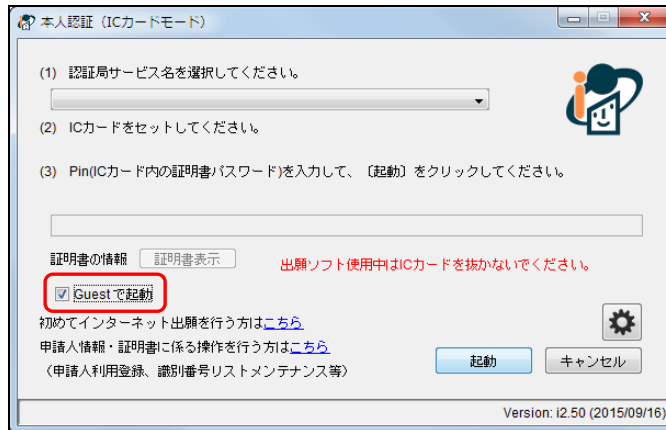 本人認証（ICカードモード）
(1) 認証局サービス名を選択してください。
(2) ICカードをセットしてください。
(3) Pin(ICカード内の証明書パスワード)を入力して、〔起動〕をクリックしてください。
証明書の情報 証明書表示 出願ソフト使用中はICカードを抜かないでください。
Guestで起動
初めてインターネット出願を行う方はこちら
申請人情報・証明書に係る操作を行う方はこちら
（申請人利用登録、識別番号リストメンテナンス等） 起動 キャンセル
Version: i2.50 (2015/09/16)